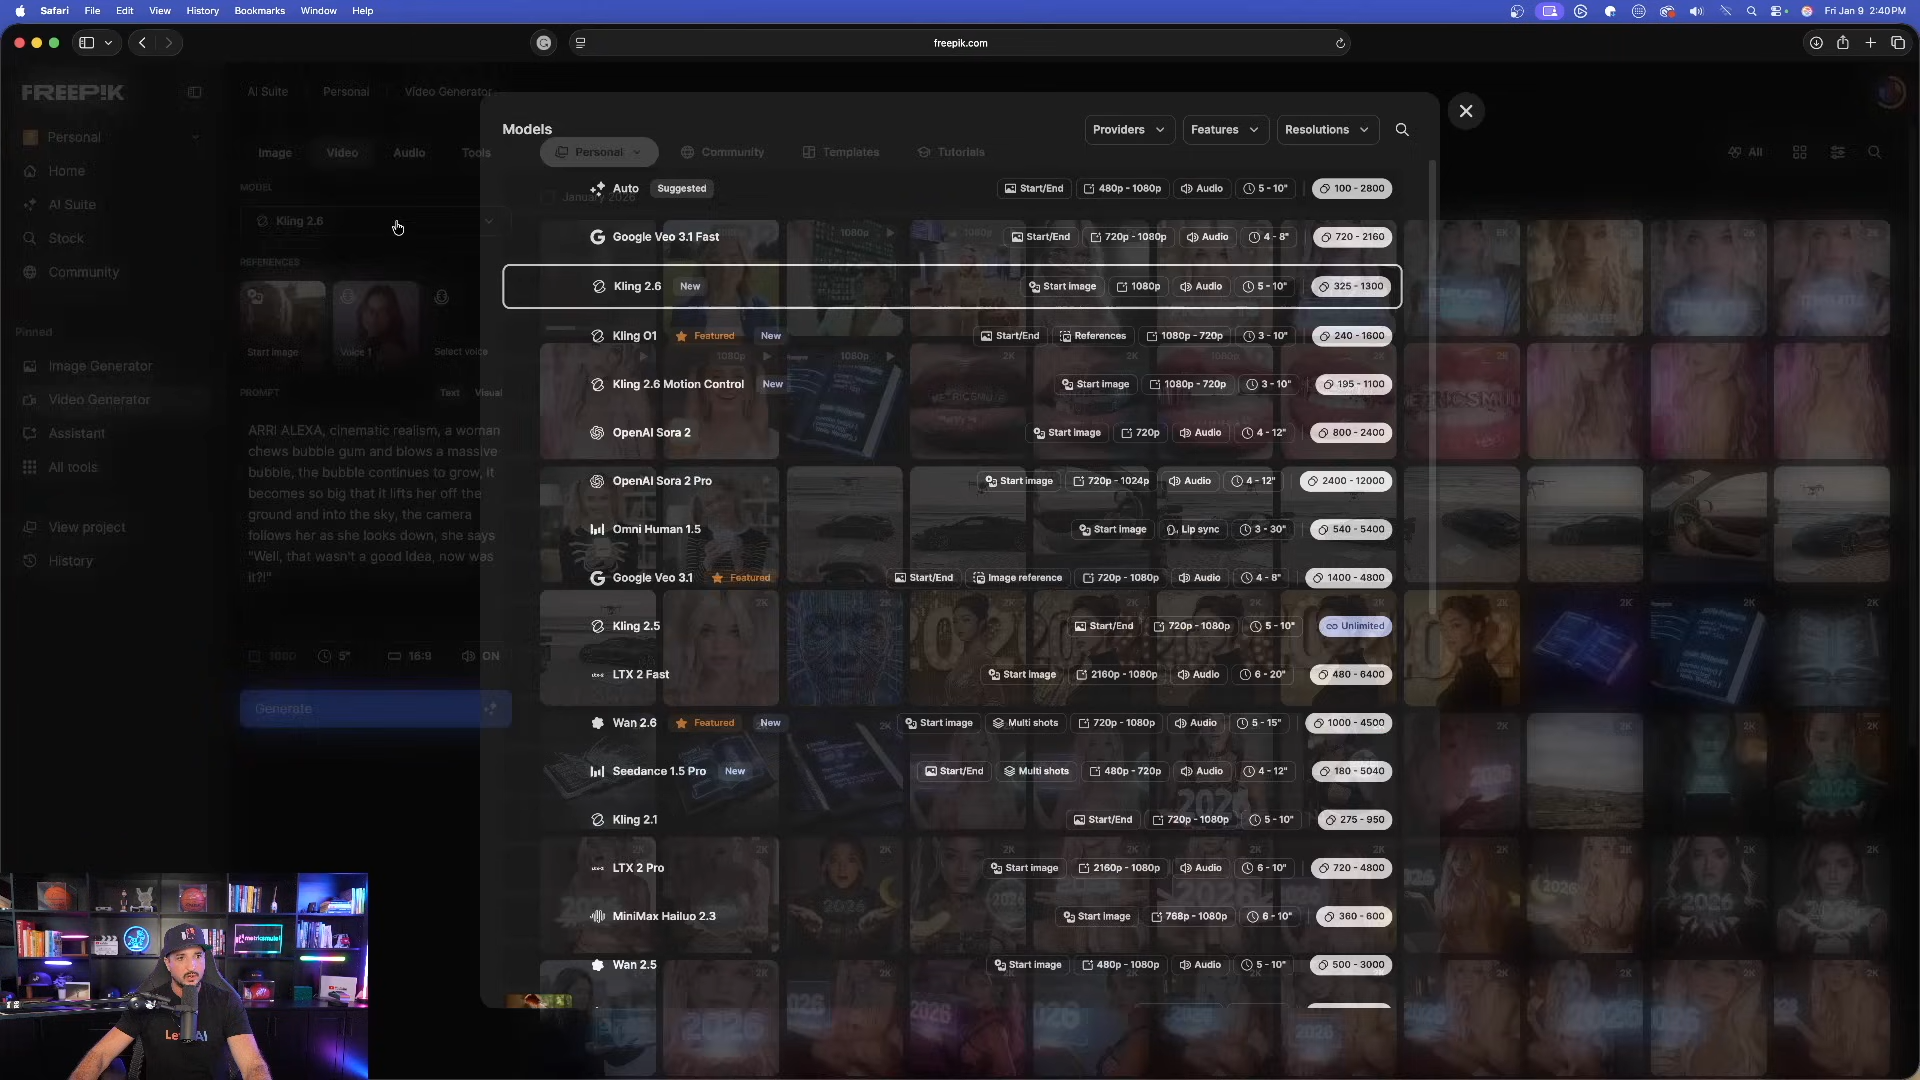 Safari File Edit View History Bookmarks Window Help
Fri Jan 9 2:40 PM
freepik.com
FREEP!K
Personal
Home
AI Suite
Stock
Community
Pinned
Image Generator
Video Generator
Assistant
All tools
View project
History
AI Suite Personal Video Generator
Image Video Audio Tools
MODEL
Kling 2.6
REFERENCES
Start image Voice 1 Select voice
PROMPT Text Visual
ARRI ALEXA, cinematic realism, a woman
chews bubble gum and blows a massive
bubble, the bubble continues to grow, it
becomes so big that it lifts her off the
ground and into the sky, the camera
follows her as she looks down, she says
"Well, that wasn't a good Idea, now was
it?!"
1080 5" 16:9 ON
Generate
Models Providers Features Resolutions
Personal Community Templates Tutorials
All
January 2026
Auto Suggested Start/End 480p - 1080p Audio 5 - 10" 100 - 2800
Google Veo 3.1 Fast Start/End 720p - 1080p Audio 4 - 8" 720 - 2160
Kling 2.6 New Start image 1080p Audio 5 - 10" 325 - 1300
Kling O1 Featured New Start/End References 1080p - 720p 3 - 10" 240 - 1600
Kling 2.6 Motion Control New Start image 1080p - 720p 3 - 10" 195 - 1100
OpenAI Sora 2 Start image 720p Audio 4 - 12" 800 - 2400
OpenAI Sora 2 Pro Start image 720p - 1024p Audio 4 - 12" 2400 - 12000
Omni Human 1.5 Start image Lip sync 3 - 30" 540 - 5400
Google Veo 3.1 Featured Start/End Image reference 720p - 1080p Audio 4 - 8" 1400 - 4800
Kling 2.5 Start/End 720p - 1080p 5 - 10" Unlimited
LTX 2 Fast Start image 2160p - 1080p Audio 6 - 20" 480 - 6400
Wan 2.6 Featured New Start image Multi shots 720p - 1080p Audio 5 - 15" 1000 - 4500
Seedance 1.5 Pro New Start/End Multi shots 480p - 720p Audio 4 - 12" 180 - 5040
Kling 2.1 Start/End 720p - 1080p 5 - 10" 275 - 950
LTX 2 Pro Start image 2160p - 1080p Audio 6 - 10" 720 - 4800
MiniMax Hailuo 2.3 Start image 768p - 1080p 6 - 10" 360 - 600
Wan 2.5 Start image 480p - 1080p Audio 5 - 10" 500 - 3000
metricsmule